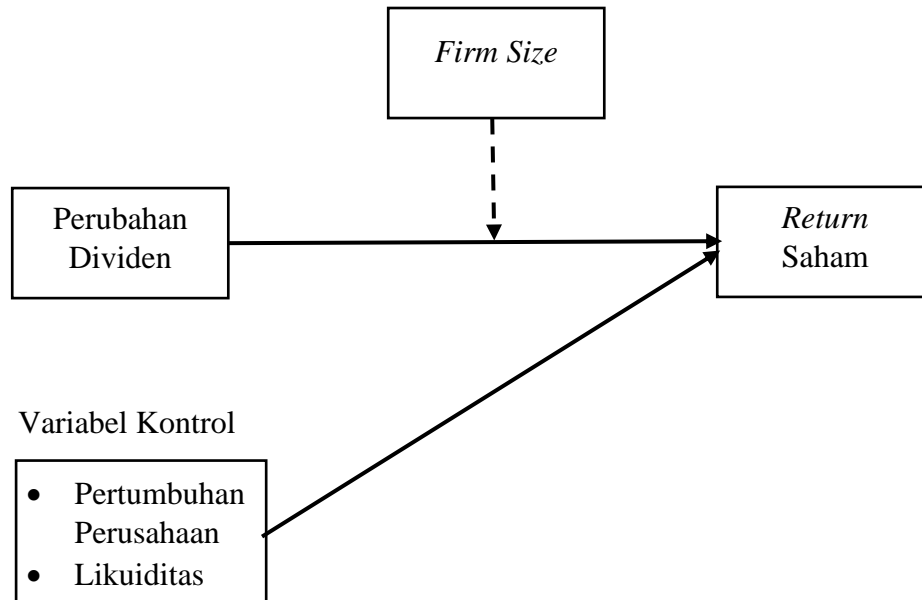 Firm Size
Perubahan
Dividen
Return
Saham
Variabel Kontrol
• Pertumbuhan
Perusahaan
• Likuiditas